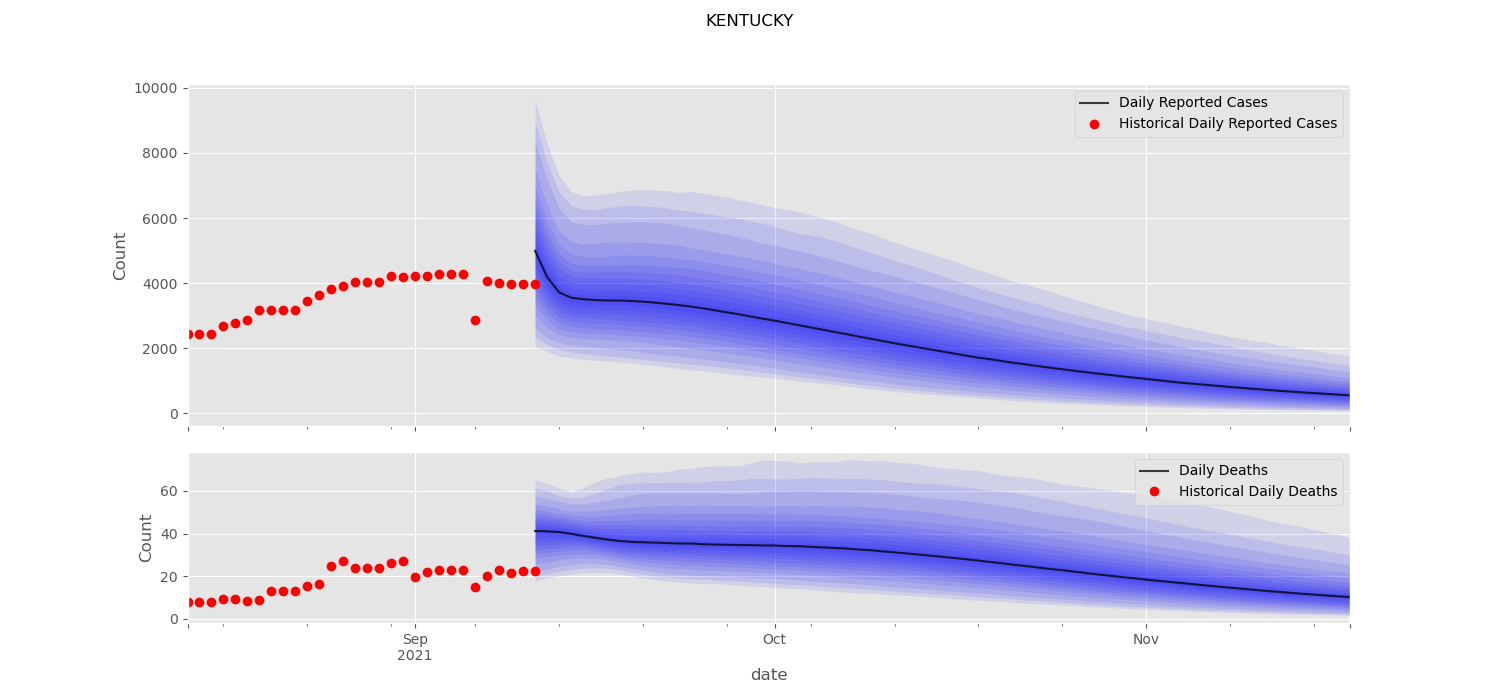 KENTUCKY
10000
8000
6000
4000
2000
0
Count
Daily Reported Cases
Historical Daily Reported Cases
60
40
20
0
Count
Daily Deaths
Historical Daily Deaths
Sep
2021
Oct
Nov
date